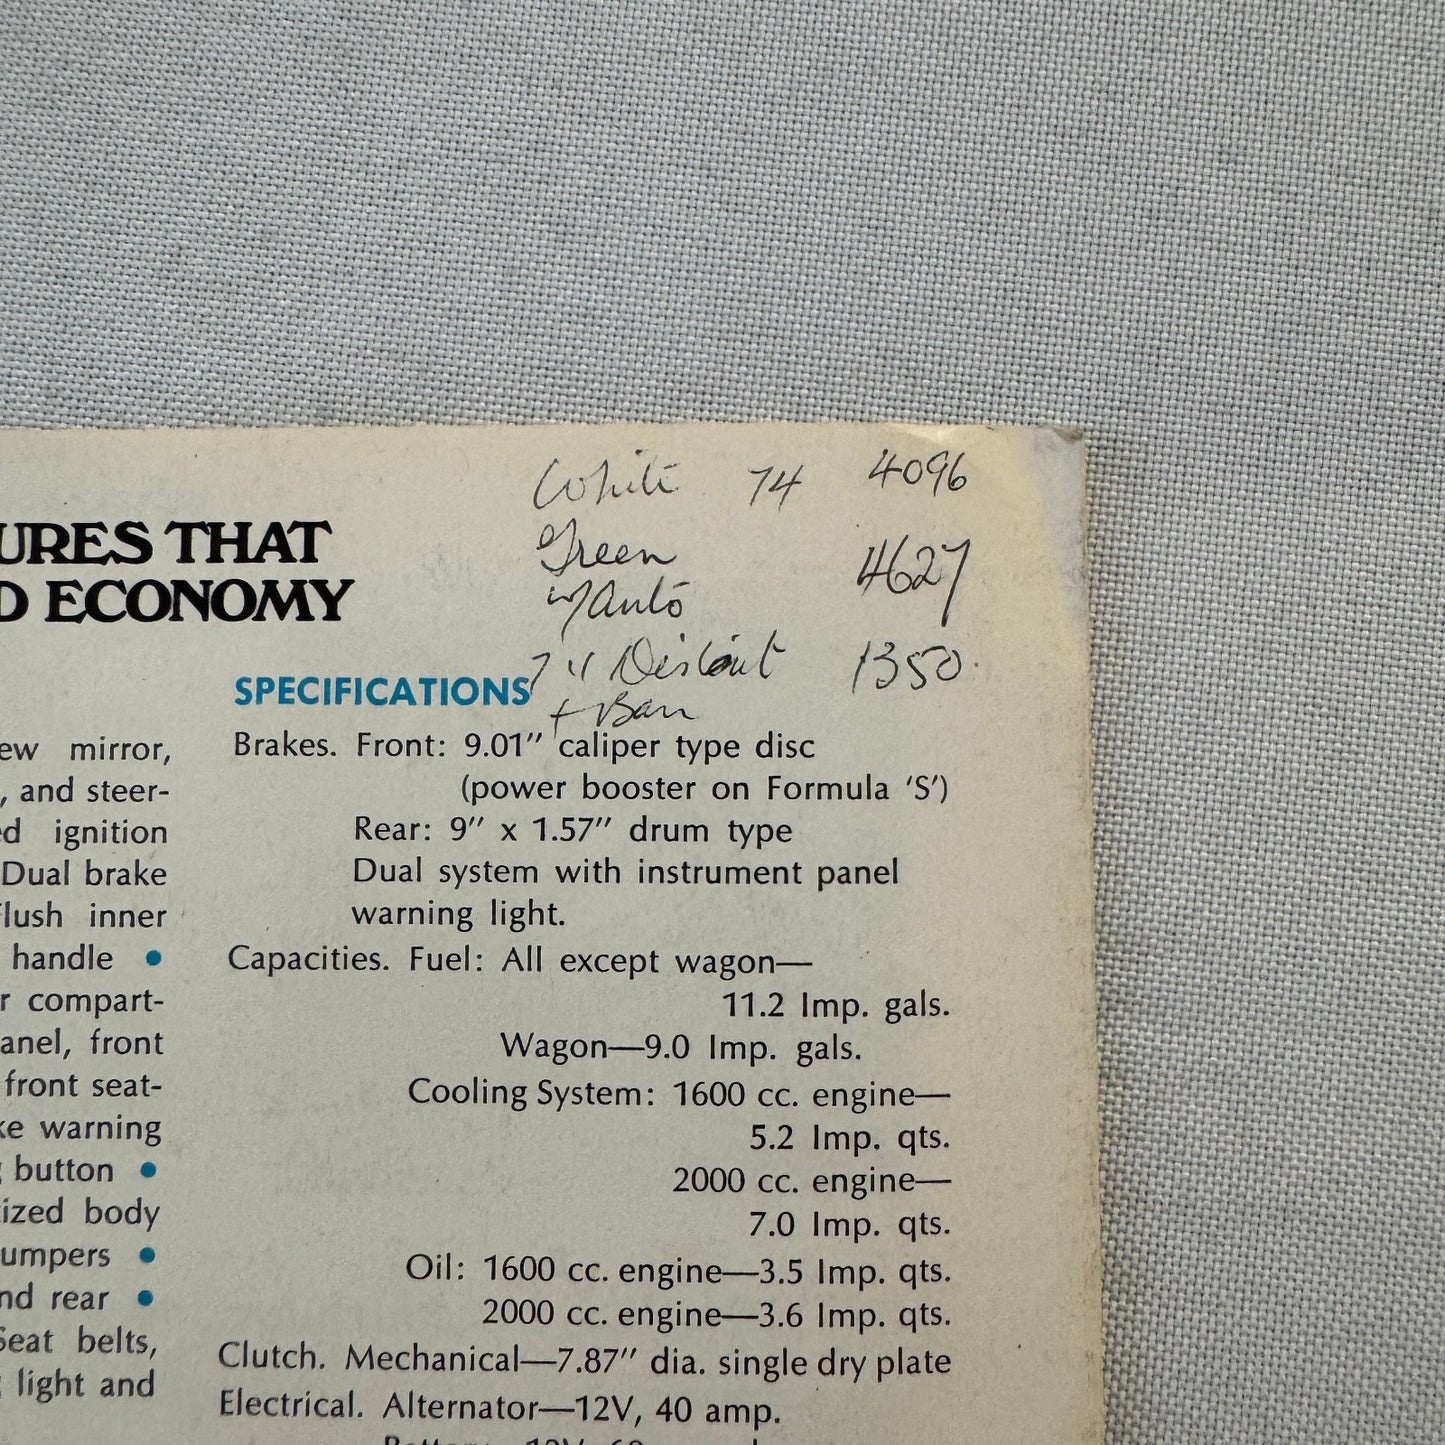 White 74 4096
Green 4627
Auto
Discount 1350
URES THAT
D ECONOMY
ew mirror,
, and steer-
ed ignition
Dual brake
Flush inner
handle •
r compart-
anel, front
front seat-
ke warning
button •
ized body
umpers •
nd rear •
Seat belts,
light and
SPECIFICATIONS
Brakes. Front: 9.01″ caliper type disc
(power booster on Formula ‘S’)
Rear: 9″ x 1.57″ drum type
Dual system with instrument panel
warning light.
Capacities. Fuel: All except wagon—
11.2 Imp. gals.
Wagon—9.0 Imp. gals.
Cooling System: 1600 cc. engine—
5.2 Imp. qts.
2000 cc. engine—
7.0 Imp. qts.
Oil: 1600 cc. engine—3.5 Imp. qts.
2000 cc. engine—3.6 Imp. qts.
Clutch. Mechanical—7.87″ dia. single dry plate
Electrical. Alternator—12V, 40 amp.